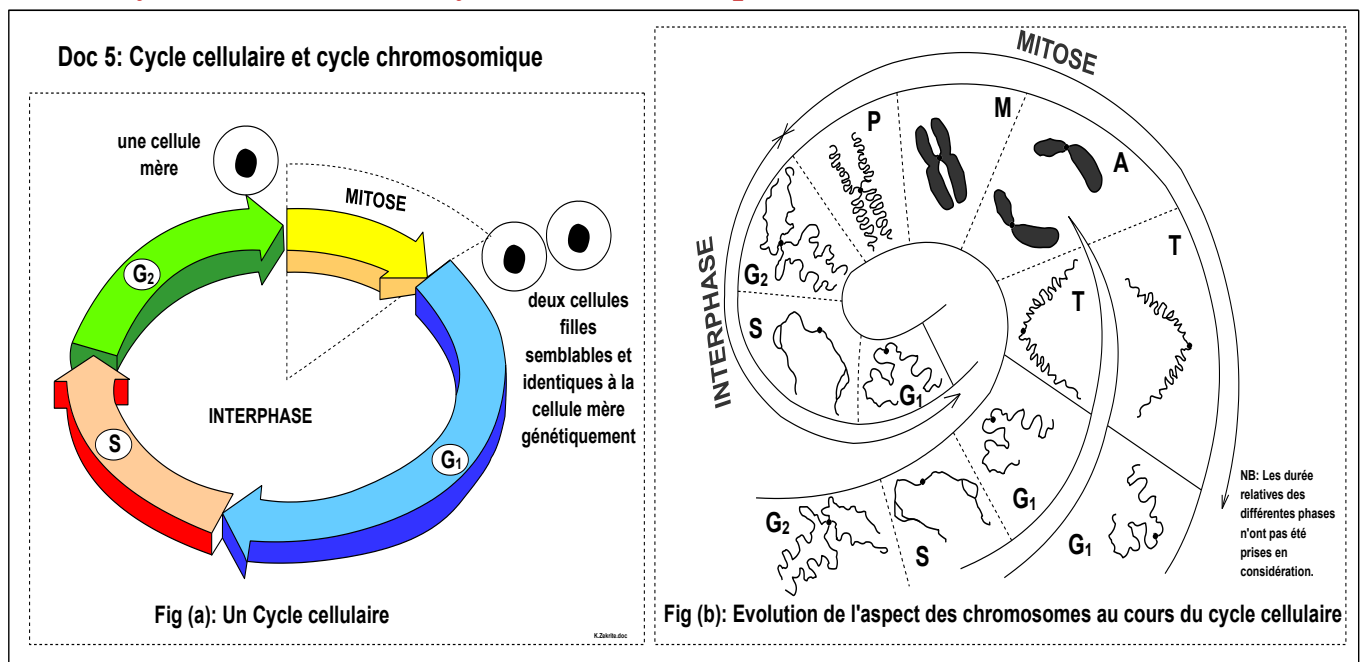 Doc 5: Cycle cellulaire et cycle chromosomique
une cellule
mère
MITOSE
G2
deux cellules
filles
semblables et
identiques à la
cellule mère
génétiquement
INTERPHASE
S
G1
Fig (a): Un Cycle cellulaire
K.Zekrite.doc
MITOSE
INTERPHASE
P
M
A
T
T
G2
S
G1
G1
G2
S
G1
NB: Les durée
relatives des
différentes phases
n'ont pas été
prises en
considération.
Fig (b): Evolution de l'aspect des chromosomes au cours du cycle cellulaire